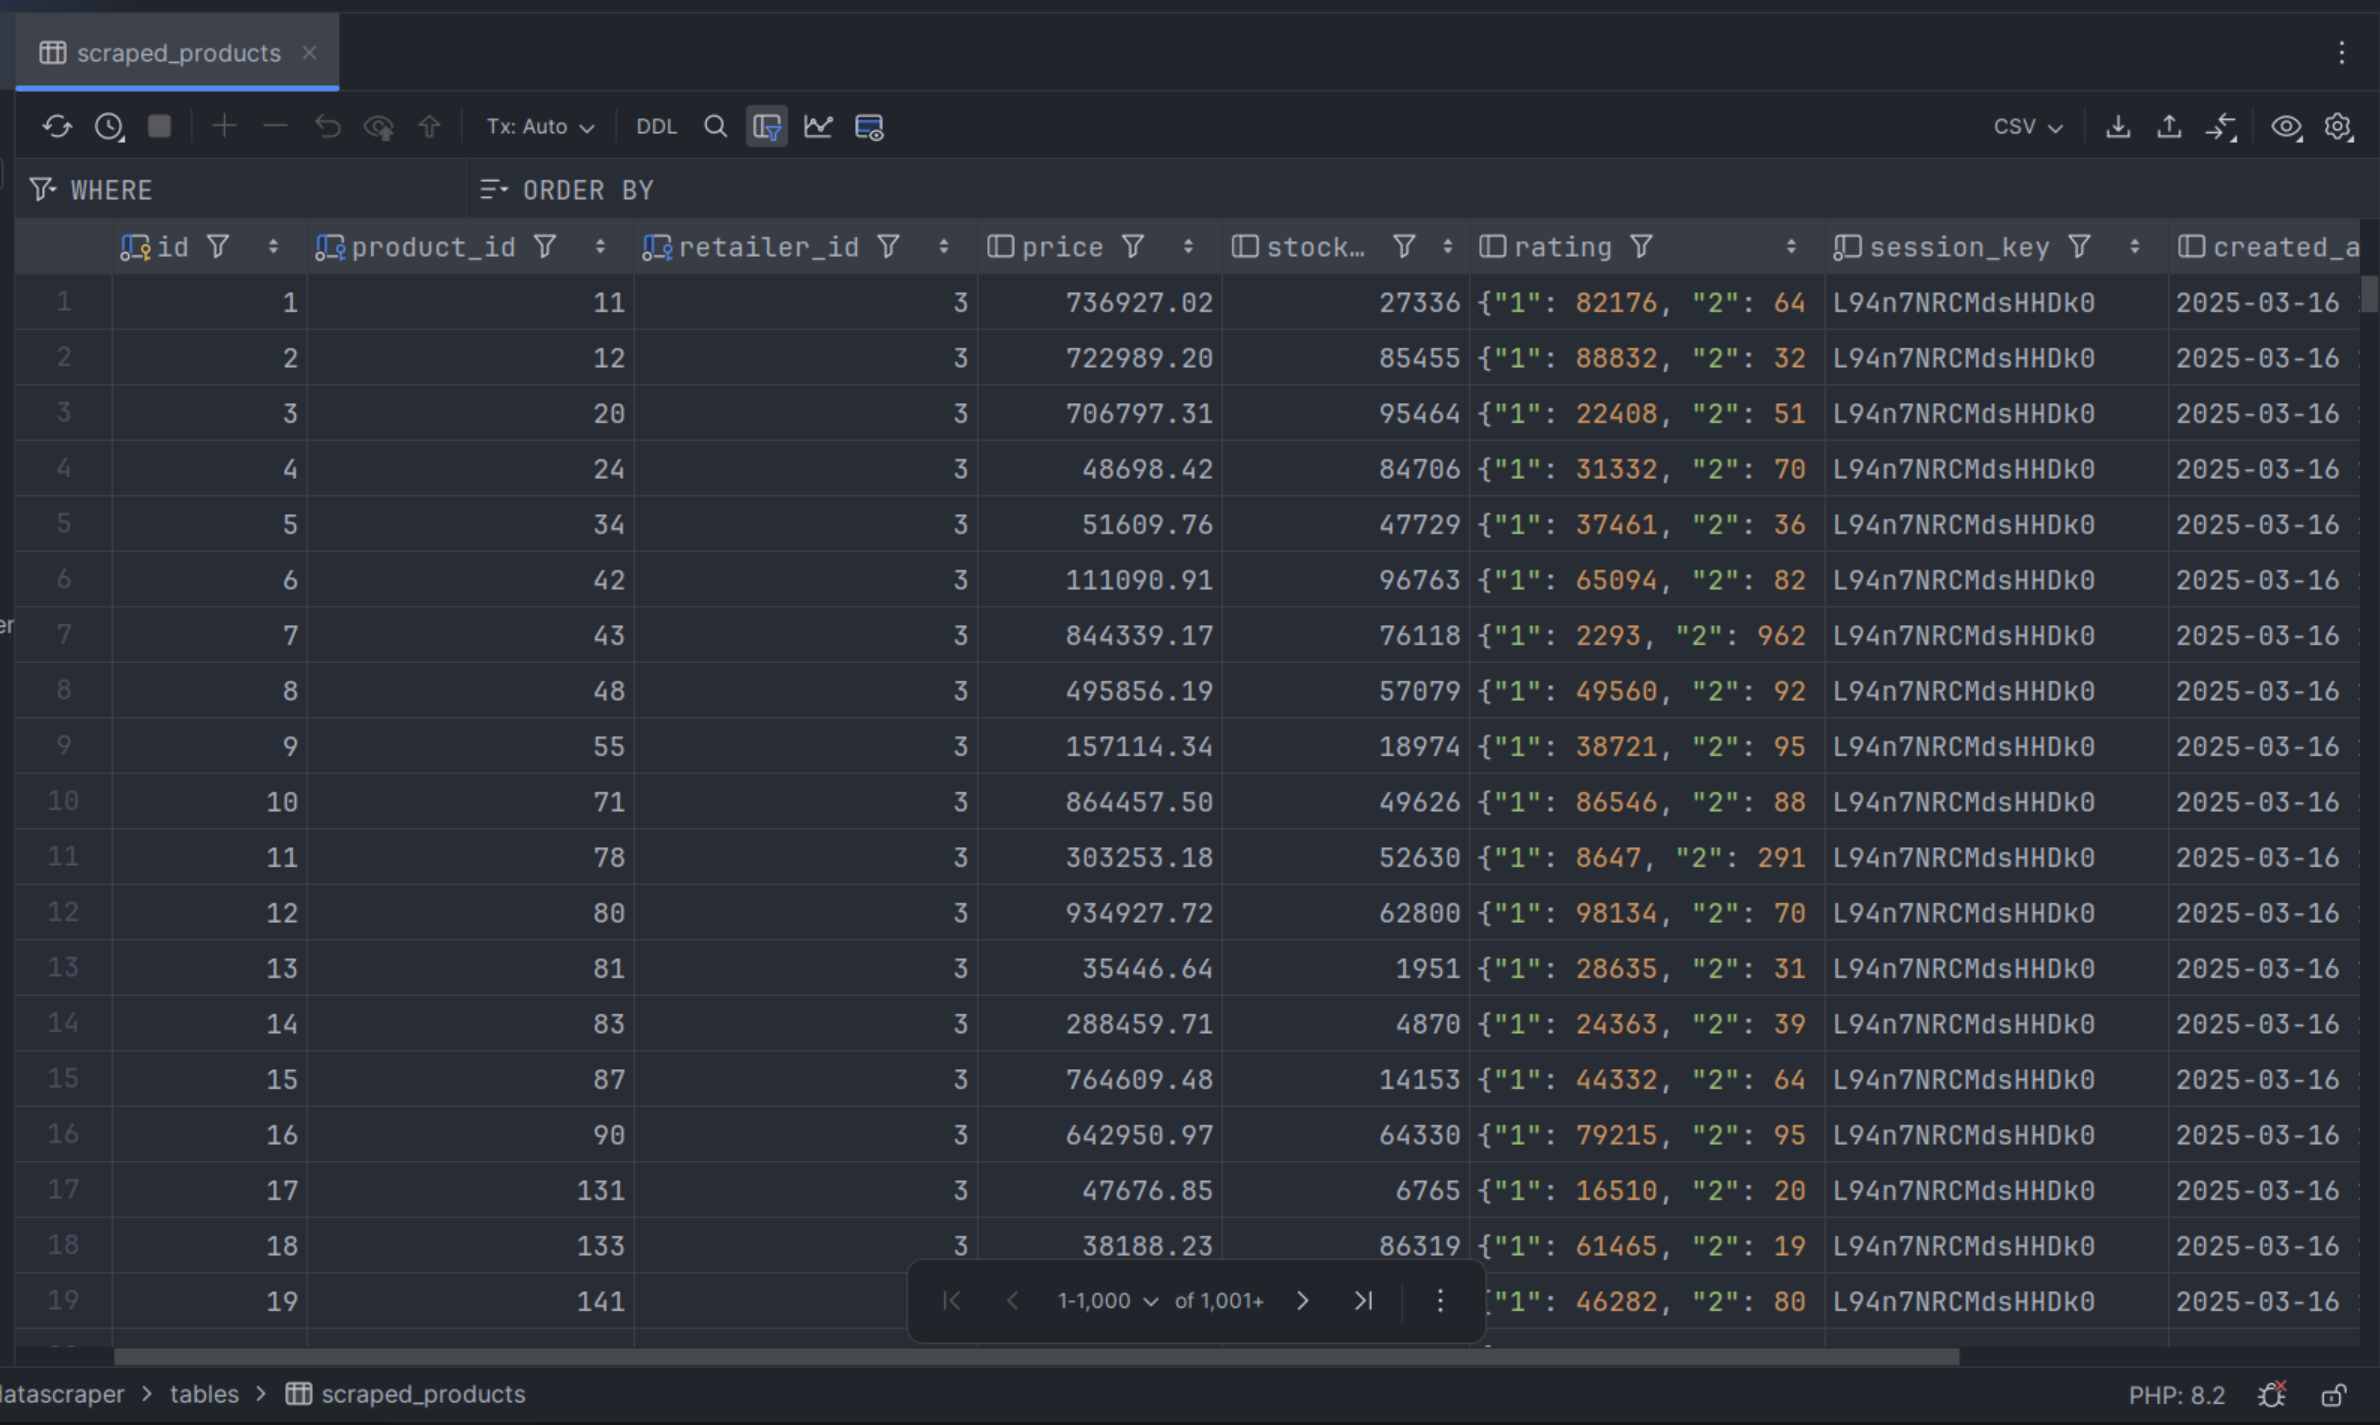 scraped_products
Tx: Auto DDL CSV
WHERE ORDER BY
id product_id retailer_id price stock… rating session_key created_a
1 1 11 3 736927.02 27336 {"1": 82176, "2": 64 L94n7NRCMdsHHDk0 2025-03-16
2 2 12 3 722989.20 85455 {"1": 88832, "2": 32 L94n7NRCMdsHHDk0 2025-03-16
3 3 20 3 706797.31 95464 {"1": 22408, "2": 51 L94n7NRCMdsHHDk0 2025-03-16
4 4 24 3 48698.42 84706 {"1": 31332, "2": 70 L94n7NRCMdsHHDk0 2025-03-16
5 5 34 3 51609.76 47729 {"1": 37461, "2": 36 L94n7NRCMdsHHDk0 2025-03-16
6 6 42 3 111090.91 96763 {"1": 65094, "2": 82 L94n7NRCMdsHHDk0 2025-03-16
er
7 7 43 3 844339.17 76118 {"1": 2293, "2": 962 L94n7NRCMdsHHDk0 2025-03-16
8 8 48 3 495856.19 57079 {"1": 49560, "2": 92 L94n7NRCMdsHHDk0 2025-03-16
9 9 55 3 157114.34 18974 {"1": 38721, "2": 95 L94n7NRCMdsHHDk0 2025-03-16
10 10 71 3 864457.50 49626 {"1": 86546, "2": 88 L94n7NRCMdsHHDk0 2025-03-16
11 11 78 3 303253.18 52630 {"1": 8647, "2": 291 L94n7NRCMdsHHDk0 2025-03-16
12 12 80 3 934927.72 62800 {"1": 98134, "2": 70 L94n7NRCMdsHHDk0 2025-03-16
13 13 81 3 35446.64 1951 {"1": 28635, "2": 31 L94n7NRCMdsHHDk0 2025-03-16
14 14 83 3 288459.71 4870 {"1": 24363, "2": 39 L94n7NRCMdsHHDk0 2025-03-16
15 15 87 3 764609.48 14153 {"1": 44332, "2": 64 L94n7NRCMdsHHDk0 2025-03-16
16 16 90 3 642950.97 64330 {"1": 79215, "2": 95 L94n7NRCMdsHHDk0 2025-03-16
17 17 131 3 47676.85 6765 {"1": 16510, "2": 20 L94n7NRCMdsHHDk0 2025-03-16
18 18 133 3 38188.23 86319 {"1": 61465, "2": 19 L94n7NRCMdsHHDk0 2025-03-16
19 19 141 {"1": 46282, "2": 80 L94n7NRCMdsHHDk0 2025-03-16
1-1,000 of 1,001+
latascraper > tables > scraped_products PHP: 8.2